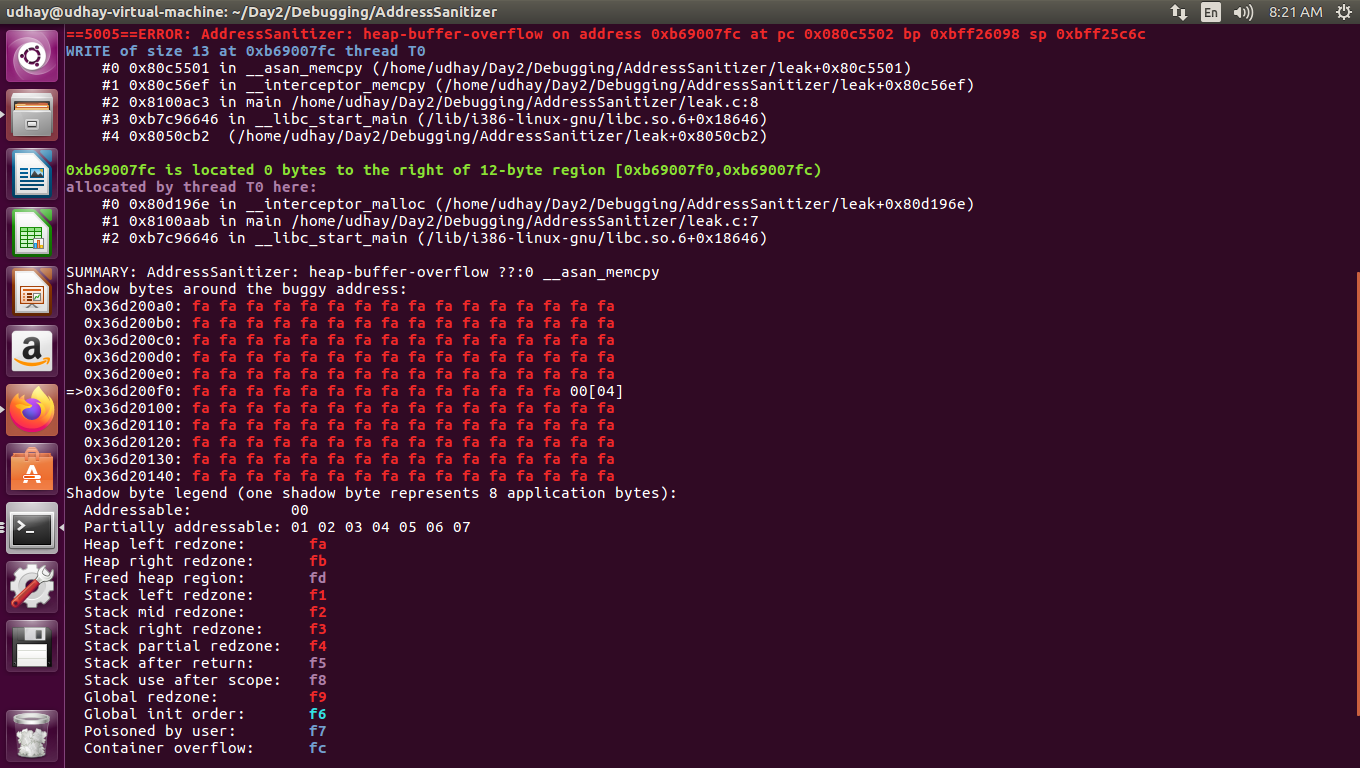 udhay@udhay-virtual-machine: ~/Day2/Debugging/AddressSanitizer En 8:21 AM
==5005==ERROR: AddressSanitizer: heap-buffer-overflow on address 0xb69007fc at pc 0x080c5502 bp 0xbff26098 sp 0xbff25c6c
WRITE of size 13 at 0xb69007fc thread T0
#0 0x80c5501 in __asan_memcpy (/home/udhay/Day2/Debugging/AddressSanitizer/leak+0x80c5501)
#1 0x80c56ef in __interceptor_memcpy (/home/udhay/Day2/Debugging/AddressSanitizer/leak+0x80c56ef)
#2 0x8100ac3 in main /home/udhay/Day2/Debugging/AddressSanitizer/leak.c:8
#3 0xb7c96646 in __libc_start_main (/lib/i386-linux-gnu/libc.so.6+0x18646)
#4 0x8050cb2  (/home/udhay/Day2/Debugging/AddressSanitizer/leak+0x8050cb2)
0xb69007fc is located 0 bytes to the right of 12-byte region [0xb69007f0,0xb69007fc)
allocated by thread T0 here:
#0 0x80d196e in __interceptor_malloc (/home/udhay/Day2/Debugging/AddressSanitizer/leak+0x80d196e)
#1 0x8100aab in main /home/udhay/Day2/Debugging/AddressSanitizer/leak.c:7
#2 0xb7c96646 in __libc_start_main (/lib/i386-linux-gnu/libc.so.6+0x18646)
SUMMARY: AddressSanitizer: heap-buffer-overflow ??:0 __asan_memcpy
Shadow bytes around the buggy address:
0x36d200a0: fa fa fa fa fa fa fa fa fa fa fa fa fa fa fa fa
0x36d200b0: fa fa fa fa fa fa fa fa fa fa fa fa fa fa fa fa
0x36d200c0: fa fa fa fa fa fa fa fa fa fa fa fa fa fa fa fa
0x36d200d0: fa fa fa fa fa fa fa fa fa fa fa fa fa fa fa fa
0x36d200e0: fa fa fa fa fa fa fa fa fa fa fa fa fa fa fa fa
=>0x36d200f0: fa fa fa fa fa fa fa fa fa fa fa fa fa fa 00[04]
0x36d20100: fa fa fa fa fa fa fa fa fa fa fa fa fa fa fa fa
0x36d20110: fa fa fa fa fa fa fa fa fa fa fa fa fa fa fa fa
0x36d20120: fa fa fa fa fa fa fa fa fa fa fa fa fa fa fa fa
0x36d20130: fa fa fa fa fa fa fa fa fa fa fa fa fa fa fa fa
0x36d20140: fa fa fa fa fa fa fa fa fa fa fa fa fa fa fa fa
Shadow byte legend (one shadow byte represents 8 application bytes):
Addressable: 00
Partially addressable: 01 02 03 04 05 06 07
Heap left redzone: fa
Heap right redzone: fb
Freed heap region: fd
Stack left redzone: f1
Stack mid redzone: f2
Stack right redzone: f3
Stack partial redzone: f4
Stack after return: f5
Stack use after scope: f8
Global redzone: f9
Global init order: f6
Poisoned by user: f7
Container overflow: fc